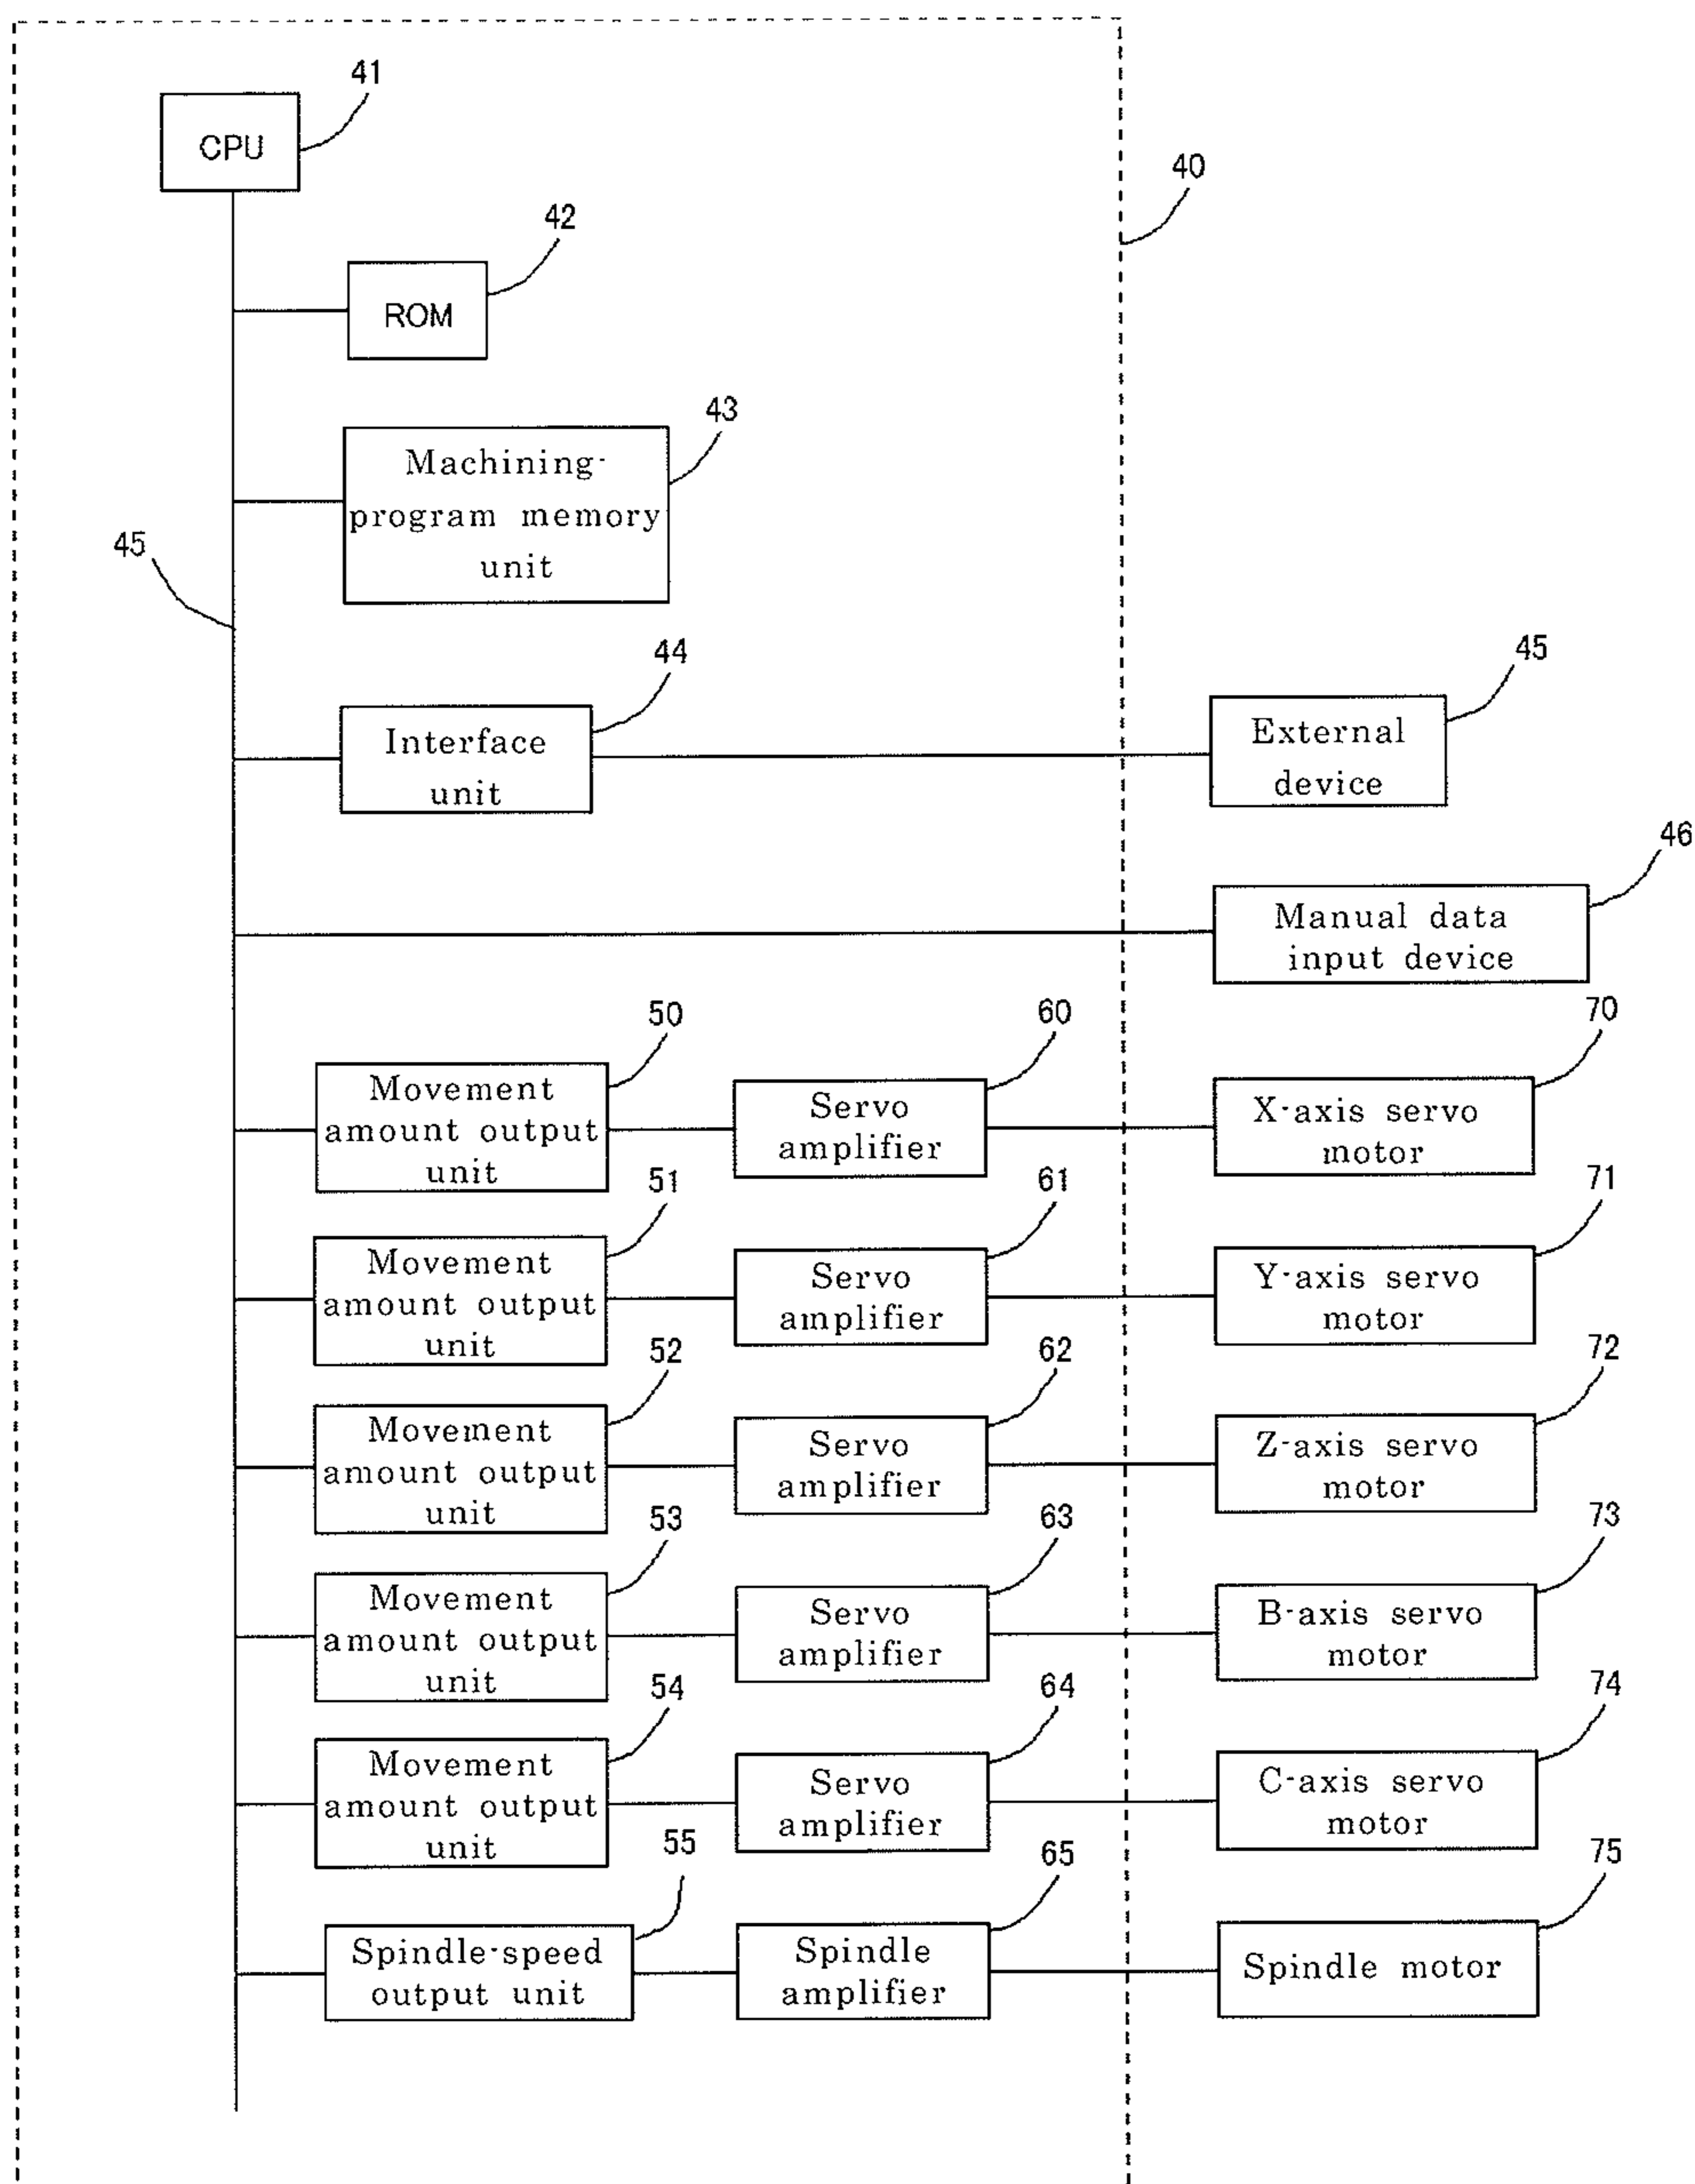 41
CPU
40
42
ROM
43
Machining-
program memory
unit
45
44
Interface
unit
45
External
device
46
Manual data
input device
50
Movement
amount output
unit
60
Servo
amplifier
70
X-axis servo
motor
51
Movement
amount output
unit
61
Servo
amplifier
71
Y-axis servo
motor
52
Movement
amount output
unit
62
Servo
amplifier
72
Z-axis servo
motor
53
Movement
amount output
unit
63
Servo
amplifier
73
B-axis servo
motor
54
Movement
amount output
unit
64
Servo
amplifier
74
C-axis servo
motor
55
Spindle-speed
output unit
65
Spindle
amplifier
75
Spindle motor